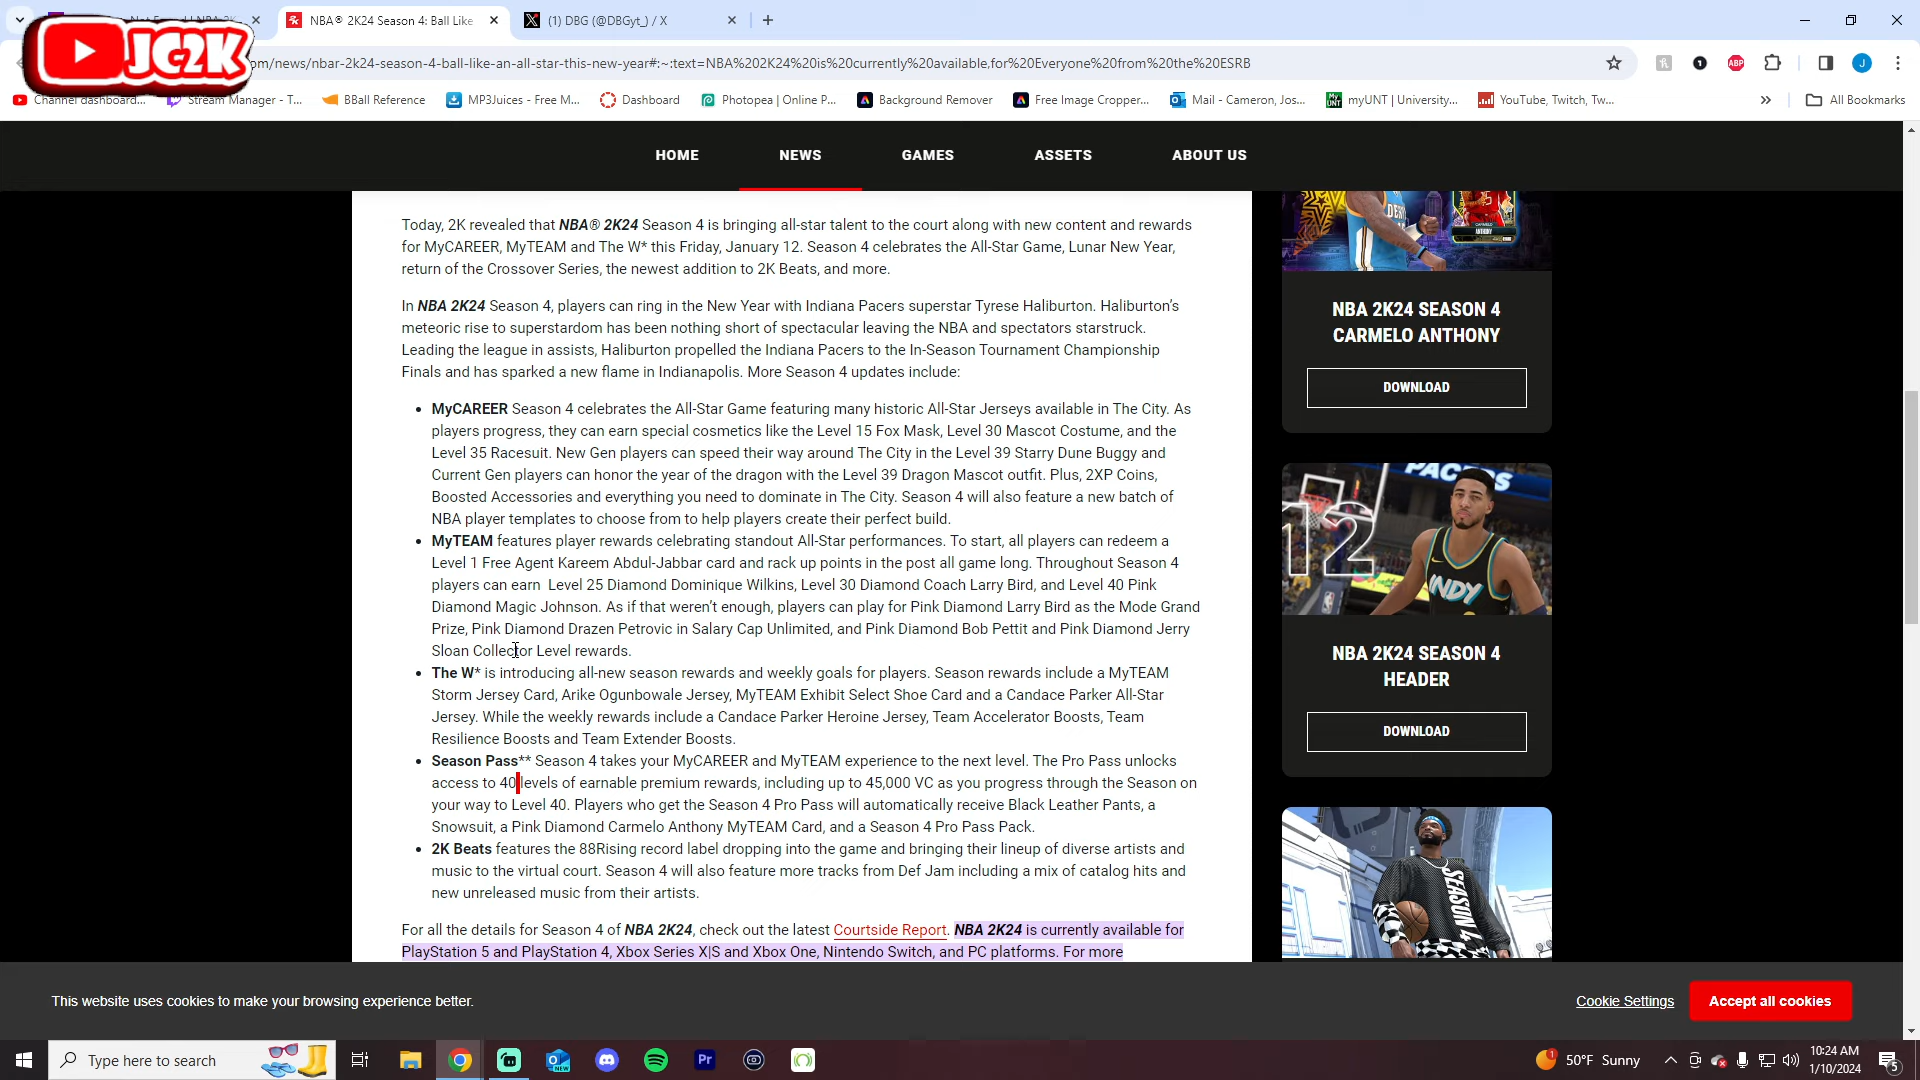 NBA® 2K24 Season 4: Ball Like
(1) DBG (@DBGyt_) / X
JC2K
om/news/nbar-2k24-season-4-ball-like-an-all-star-this-new-year#:~:text=NBA%202K24%20is%20currently%20available,for%20Everyone%20from%20the%20ESRB
ABP
J
Channel dashboard...
Stream Manager - T...
BBall Reference
MP3Juices - Free M...
Dashboard
Photopea | Online P...
Background Remover
Free Image Cropper...
Mail - Cameron, Jos...
myUNT | University...
YouTube, Twitch, Tw...
»
All Bookmarks
HOME
NEWS
GAMES
ASSETS
ABOUT US
Today, 2K revealed that NBA® 2K24 Season 4 is bringing all-star talent to the court along with new content and rewards
for MyCAREER, MyTEAM and The W* this Friday, January 12. Season 4 celebrates the All-Star Game, Lunar New Year,
return of the Crossover Series, the newest addition to 2K Beats, and more.
In NBA 2K24 Season 4, players can ring in the New Year with Indiana Pacers superstar Tyrese Haliburton. Haliburton's
meteoric rise to superstardom has been nothing short of spectacular leaving the NBA and spectators starstruck.
Leading the league in assists, Haliburton propelled the Indiana Pacers to the In-Season Tournament Championship
Finals and has sparked a new flame in Indianapolis. More Season 4 updates include:
• MyCAREER Season 4 celebrates the All-Star Game featuring many historic All-Star Jerseys available in The City. As
players progress, they can earn special cosmetics like the Level 15 Fox Mask, Level 30 Mascot Costume, and the
Level 35 Racesuit. New Gen players can speed their way around The City in the Level 39 Starry Dune Buggy and
Current Gen players can honor the year of the dragon with the Level 39 Dragon Mascot outfit. Plus, 2XP Coins,
Boosted Accessories and everything you need to dominate in The City. Season 4 will also feature a new batch of
NBA player templates to choose from to help players create their perfect build.
• MyTEAM features player rewards celebrating standout All-Star performances. To start, all players can redeem a
Level 1 Free Agent Kareem Abdul-Jabbar card and rack up points in the post all game long. Throughout Season 4
players can earn Level 25 Diamond Dominique Wilkins, Level 30 Diamond Coach Larry Bird, and Level 40 Pink
Diamond Magic Johnson. As if that weren't enough, players can play for Pink Diamond Larry Bird as the Mode Grand
Prize, Pink Diamond Drazen Petrovic in Salary Cap Unlimited, and Pink Diamond Bob Pettit and Pink Diamond Jerry
Sloan Collector Level rewards.
• The W* is introducing all-new season rewards and weekly goals for players. Season rewards include a MyTEAM
Storm Jersey Card, Arike Ogunbowale Jersey, MyTEAM Exhibit Select Shoe Card and a Candace Parker All-Star
Jersey. While the weekly rewards include a Candace Parker Heroine Jersey, Team Accelerator Boosts, Team
Resilience Boosts and Team Extender Boosts.
• Season Pass** Season 4 takes your MyCAREER and MyTEAM experience to the next level. The Pro Pass unlocks
access to 40 levels of earnable premium rewards, including up to 45,000 VC as you progress through the Season on
your way to Level 40. Players who get the Season 4 Pro Pass will automatically receive Black Leather Pants, a
Snowsuit, a Pink Diamond Carmelo Anthony MyTEAM Card, and a Season 4 Pro Pass Pack.
• 2K Beats features the 88Rising record label dropping into the game and bringing their lineup of diverse artists and
music to the virtual court. Season 4 will also feature more tracks from Def Jam including a mix of catalog hits and
new unreleased music from their artists.
For all the details for Season 4 of NBA 2K24, check out the latest Courtside Report. NBA 2K24 is currently available for
PlayStation 5 and PlayStation 4, Xbox Series X|S and Xbox One, Nintendo Switch, and PC platforms. For more
ANTHONY
NBA 2K24 SEASON 4
CARMELO ANTHONY
DOWNLOAD
PACERS
12
INDY
NBA 2K24 SEASON 4
HEADER
DOWNLOAD
SEASON 4
This website uses cookies to make your browsing experience better.
Cookie Settings
Accept all cookies
Type here to search
NEW
Pr
1
50°F Sunny
10:24 AM
1/10/2024
5